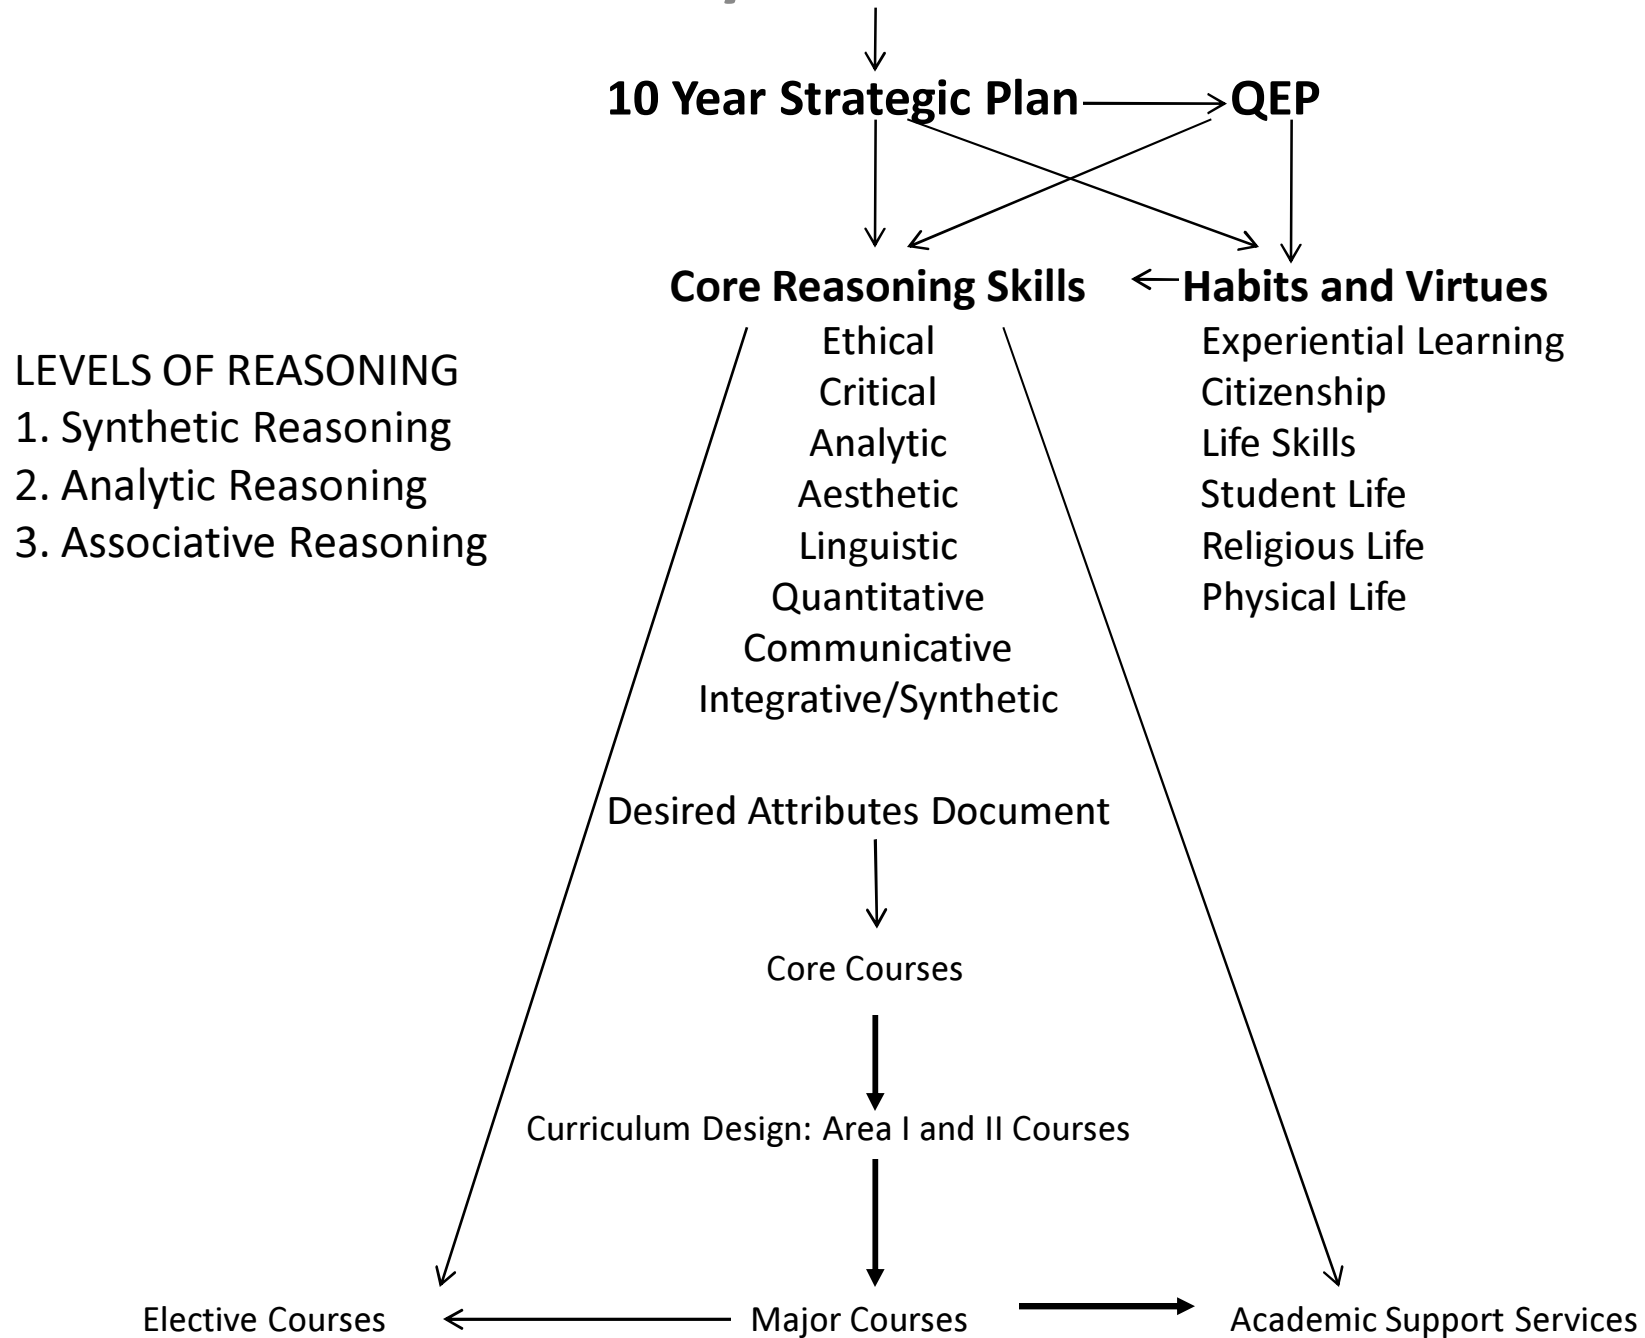 10 Year Strategic Plan QEP
Core Reasoning Skills Habits and Virtues
Ethical
Critical
Analytic
Aesthetic
Linguistic
Quantitative
Communicative
Integrative/Synthetic
Experiential Learning
Citizenship
Life Skills
Student Life
Religious Life
Physical Life
LEVELS OF REASONING
1. Synthetic Reasoning
2. Analytic Reasoning
3. Associative Reasoning
Desired Attributes Document
Core Courses
Curriculum Design: Area I and II Courses
Elective Courses Major Courses Academic Support Services